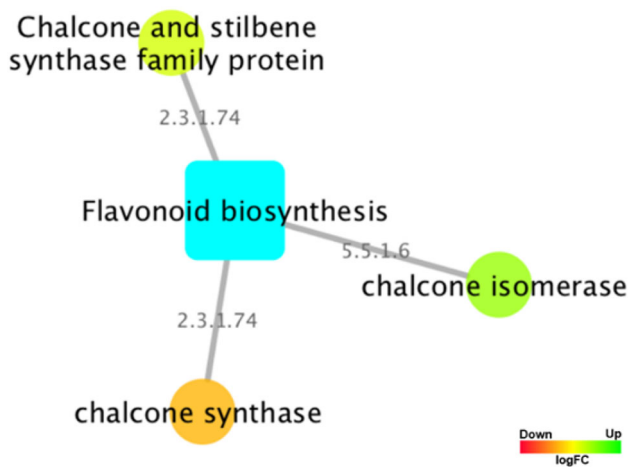 Chalcone and stilbene
synthase family protein
2.3.1.74
Flavonoid biosynthesis
5.5.1.6
chalcone isomerase
2.3.1.74
chalcone synthase
Down Up
logFC